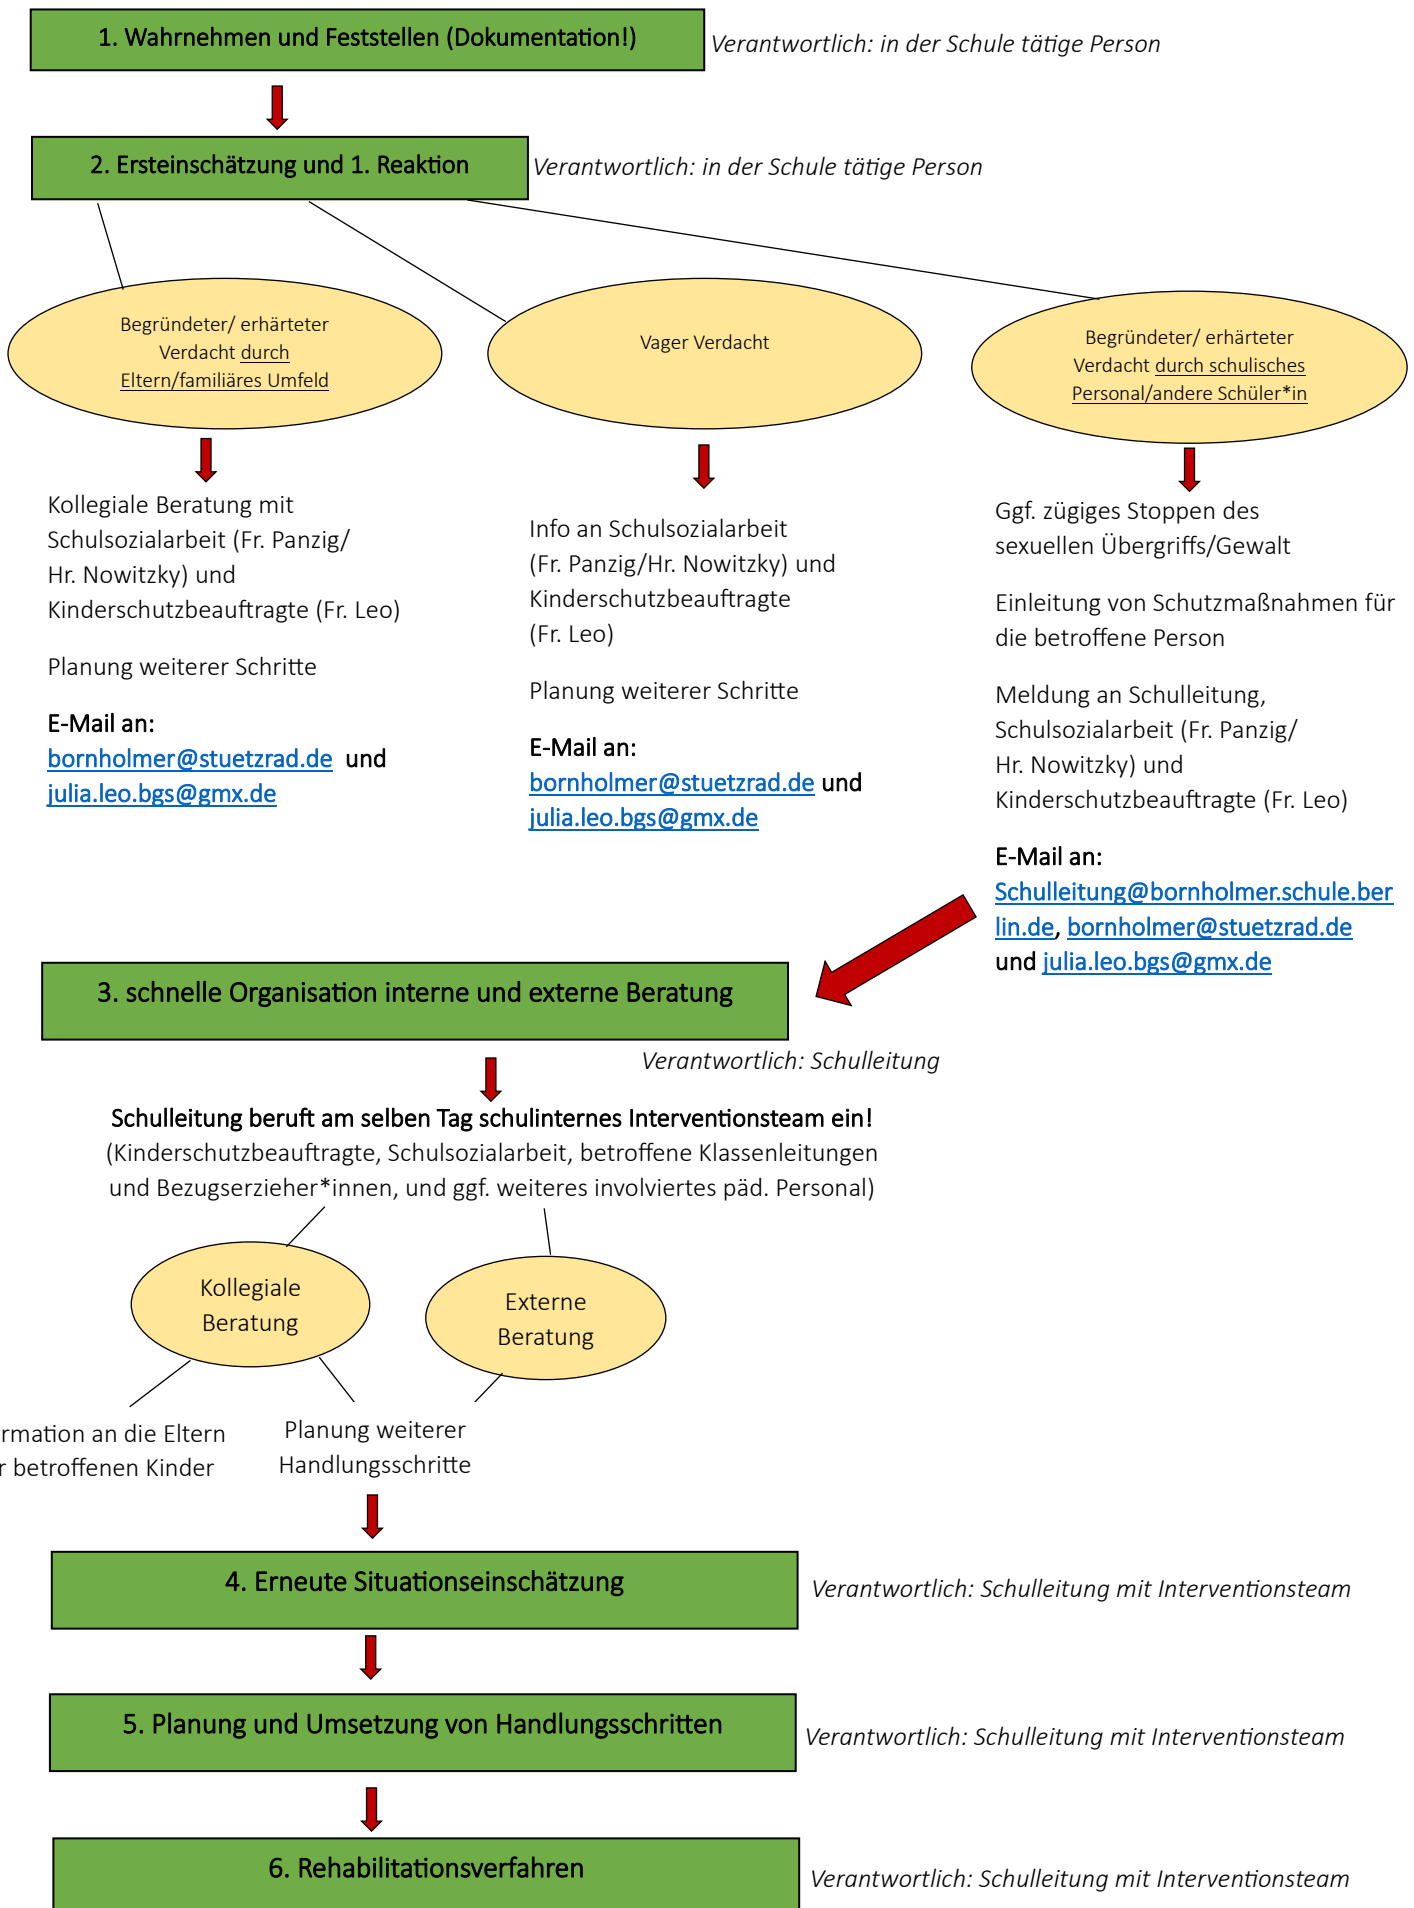 1. Wahrnehmen und Feststellen (Dokumentation!)
Verantwortlich: in der Schule tätige Person
2. Ersteinschätzung und 1. Reaktion
Verantwortlich: in der Schule tätige Person
Begründeter/ erhärteter
Verdacht durch
Eltern/familiäres Umfeld
Kollegiale Beratung mit
Schulsozialarbeit (Fr. Panzig/
Hr. Nowitzky) und
Kinderschutzbeauftragte (Fr. Leo)
Planung weiterer Schritte
E-Mail an:
bornholmer@stuetzrad.de und
julia.leo.bgs@gmx.de
Vager Verdacht
Info an Schulsozialarbeit
(Fr. Panzig/Hr. Nowitzky) und
Kinderschutzbeauftragte
(Fr. Leo)
Planung weiterer Schritte
E-Mail an:
bornholmer@stuetzrad.de und
julia.leo.bgs@gmx.de
Begründeter/ erhärteter
Verdacht durch schulisches
Personal/andere Schüler*in
Ggf. zügiges Stoppen des
sexuellen Übergriffs/Gewalt
Einleitung von Schutzmaßnahmen für
die betroffene Person
Meldung an Schulleitung,
Schulsozialarbeit (Fr. Panzig/
Hr. Nowitzky) und
Kinderschutzbeauftragte (Fr. Leo)
E-Mail an:
Schulleitung@bornholmer.schule.ber
lin.de, bornholmer@stuetzrad.de
und julia.leo.bgs@gmx.de
3. schnelle Organisation interne und externe Beratung
Verantwortlich: Schulleitung
Schulleitung beruft am selben Tag schulinternes Interventionsteam ein!
(Kinderschutzbeauftragte, Schulsozialarbeit, betroffene Klassenleitungen
und Bezugserzieher*innen, und ggf. weiteres involviertes päd. Personal)
Kollegiale
Beratung
Externe
Beratung
rmation an die Eltern
r betroffenen Kinder
Planung weiterer
Handlungsschritte
4. Erneute Situationseinschätzung
Verantwortlich: Schulleitung mit Interventionsteam
5. Planung und Umsetzung von Handlungsschritten
Verantwortlich: Schulleitung mit Interventionsteam
6. Rehabilitationsverfahren
Verantwortlich: Schulleitung mit Interventionsteam